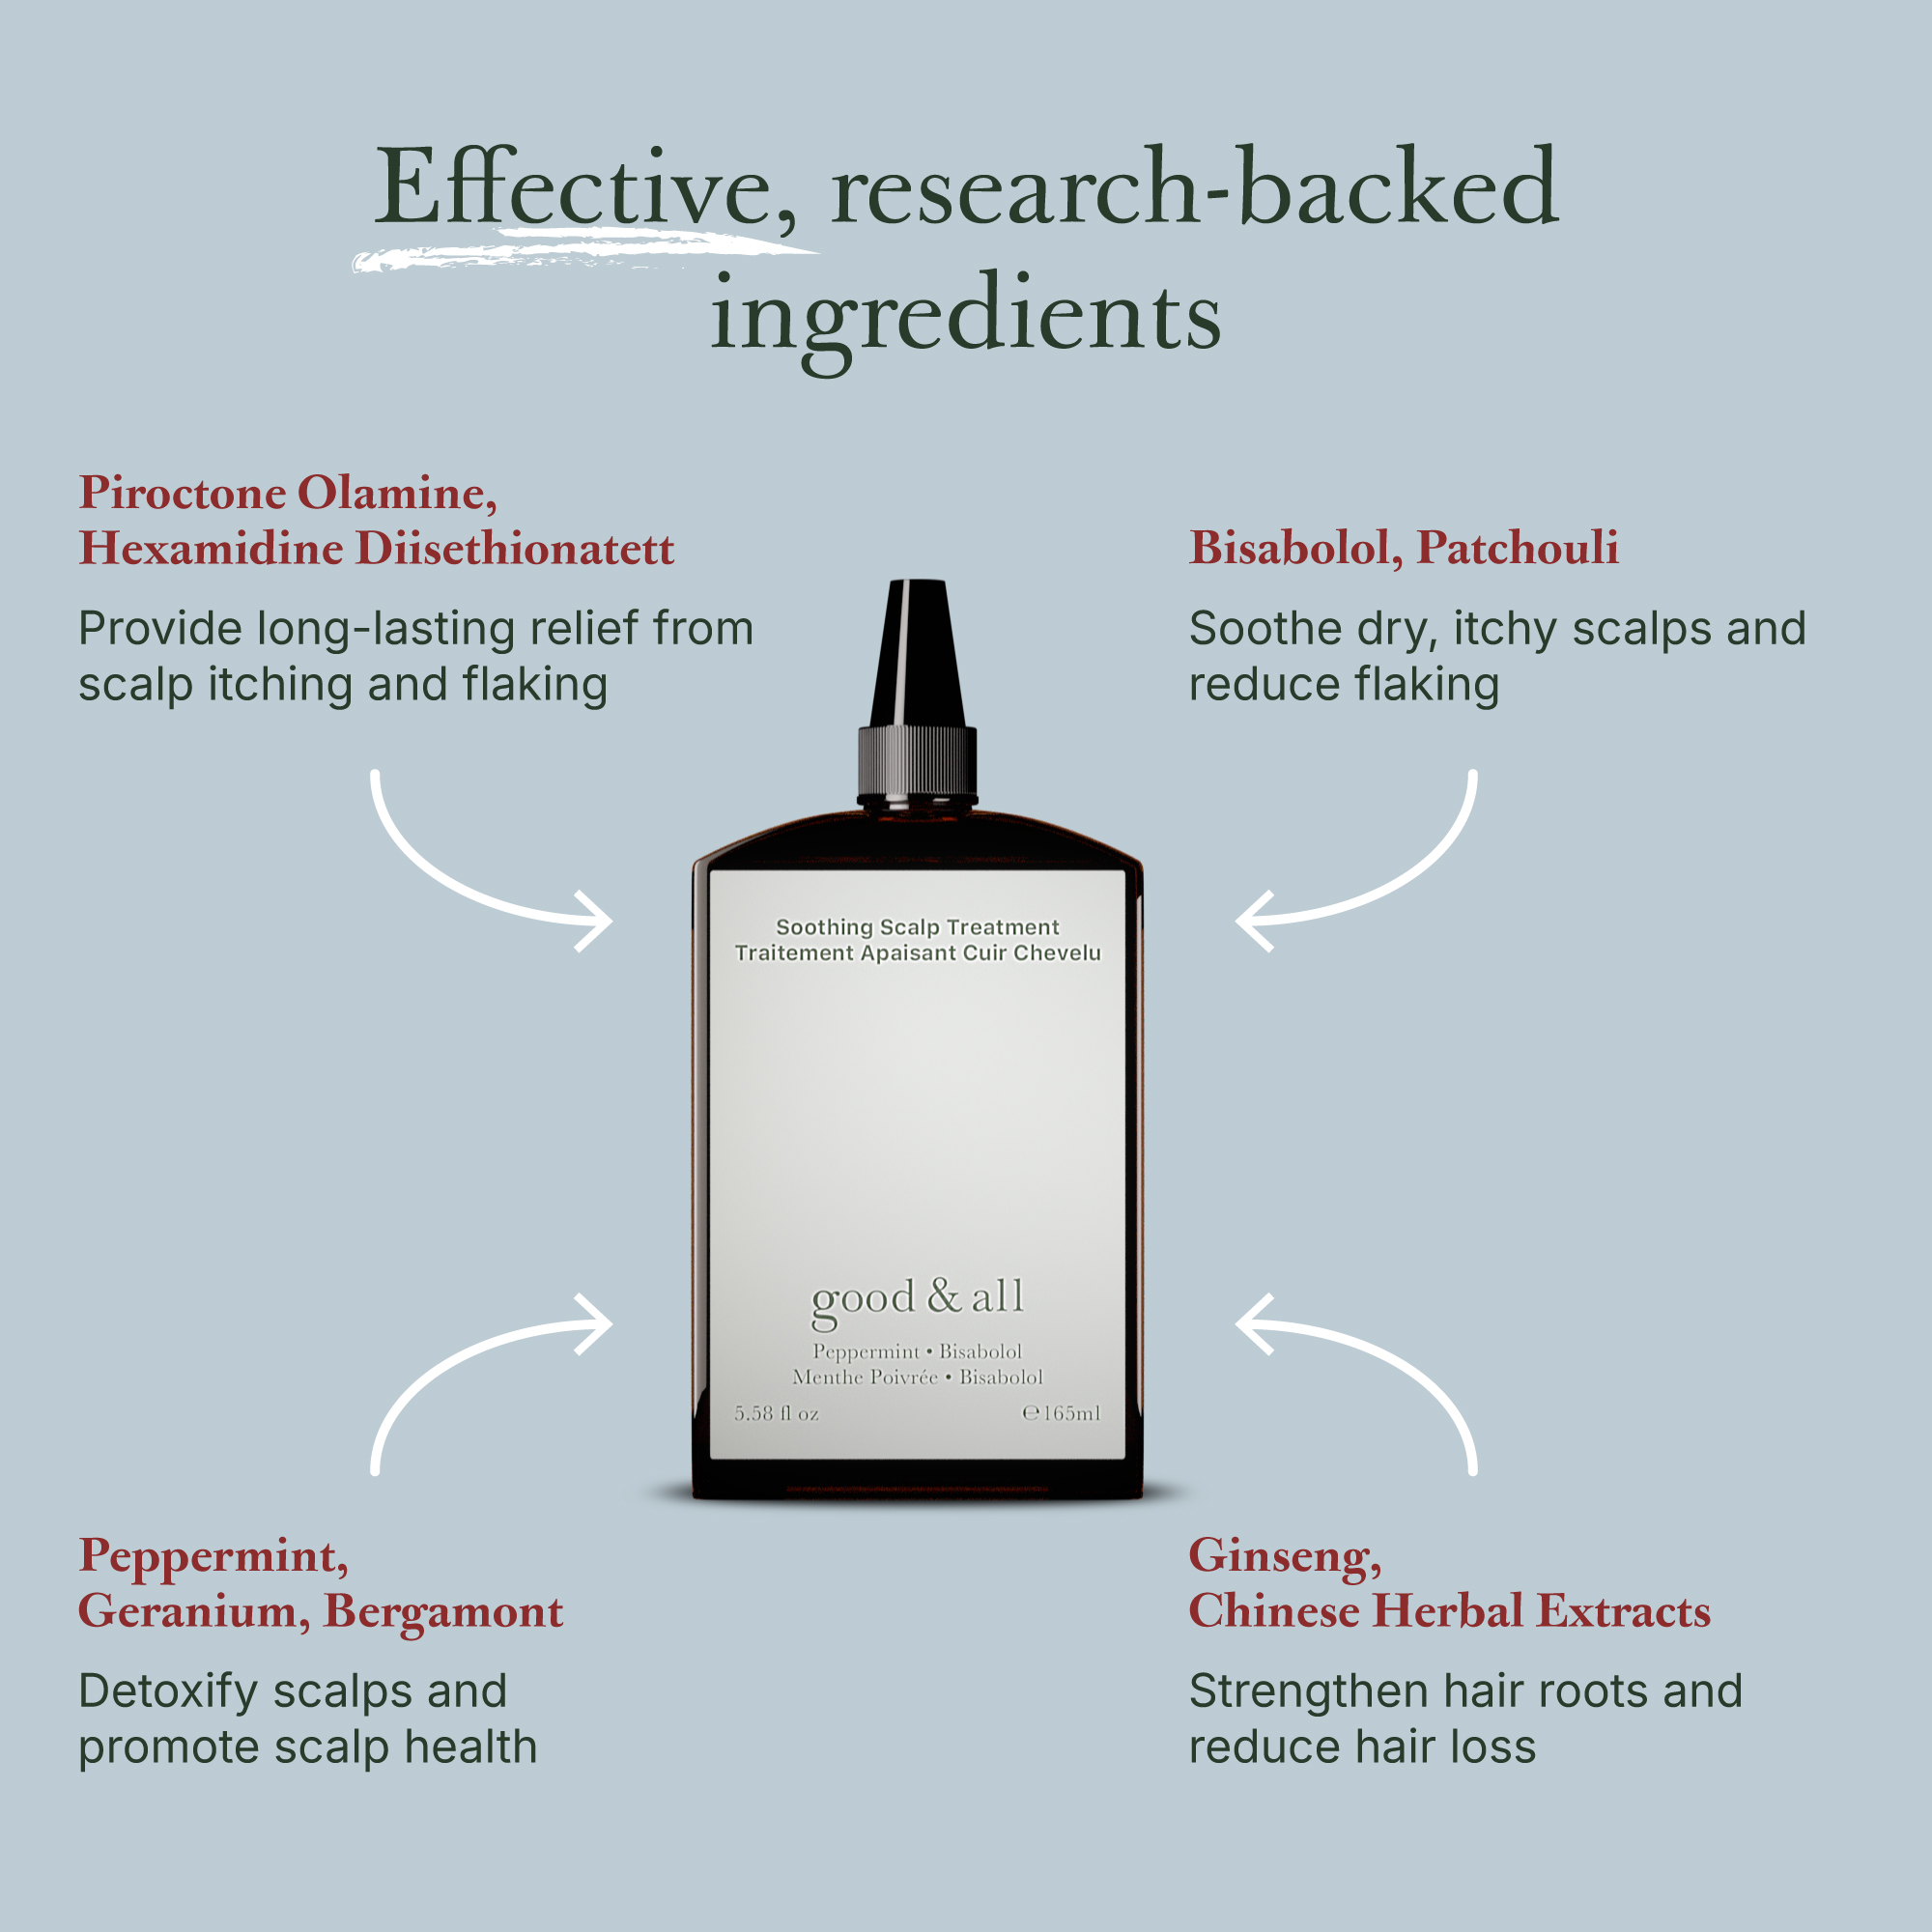 Effective, research-backed
ingredients
Piroctone Olamine,
Hexamidine Diisethionatett
Provide long-lasting relief from
scalp itching and flaking
Bisabolol, Patchouli
Soothe dry, itchy scalps and
reduce flaking
Soothing Scalp Treatment
Traitement Apaisant Cuir Chevelu
good & all
Peppermint • Bisabolol
Menthe Poivrée • Bisabolol
5.58 fl oz
℮165ml
Peppermint,
Geranium, Bergamont
Detoxify scalps and
promote scalp health
Ginseng,
Chinese Herbal Extracts
Strengthen hair roots and
reduce hair loss